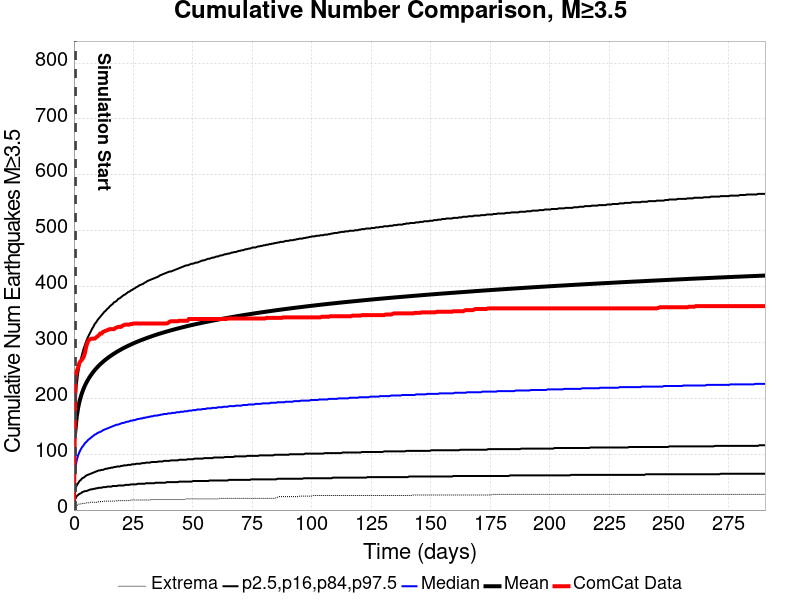 Cumulative Number Comparison, M≥3.5
Cumulative Num Earthquakes M≥3.5
800
700
600
500
400
300
200
100
0
Simulation Start
0 25 50 75 100 125 150 175 200 225 250 275
Time (days)
Extrema p2.5,p16,p84,p97.5 Median Mean ComCat Data